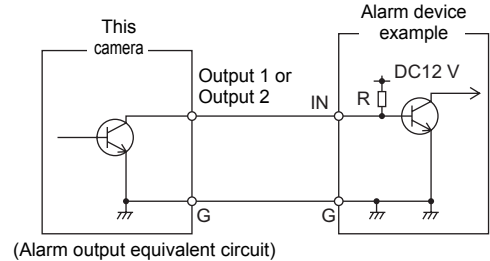 This
camera
Alarm device
example
Output 1 or
Output 2
IN
R
DC12 V
G
G
(Alarm output equivalent circuit)